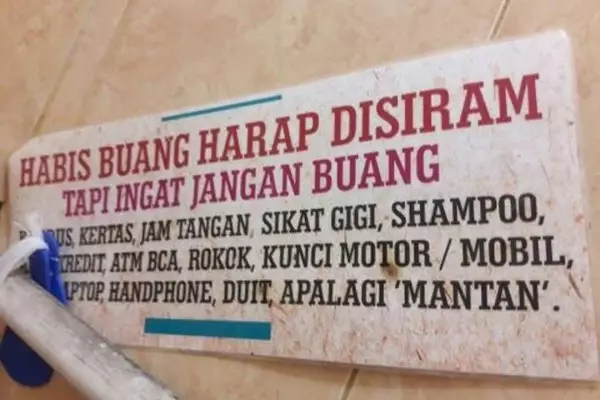 HABIS BUANG HARAP DISIRAM
TAPI INGAT JANGAN BUANG
KERTAS, JAM TANGAN, SIKAT GIGI, SHAMPOO,
KREDIT, ATM BCA, ROKOK, KUNCI MOTOR / MOBIL,
HANDPHONE, DUIT, APALAGI 'MANTAN'.